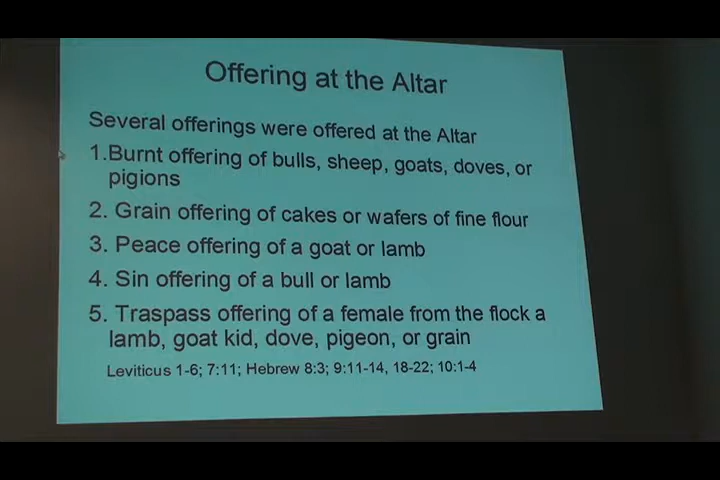 Offering at the Altar
Several offerings were offered at the Altar
1.Burnt offering of bulls, sheep, goats, doves, or
pigions
2. Grain offering of cakes or wafers of fine flour
3. Peace offering of a goat or lamb
4. Sin offering of a bull or lamb
5. Traspass offering of a female from the flock a
lamb, goat kid, dove, pigeon, or grain
Leviticus 1-6; 7:11; Hebrew 8:3; 9:11-14, 18-22; 10:1-4